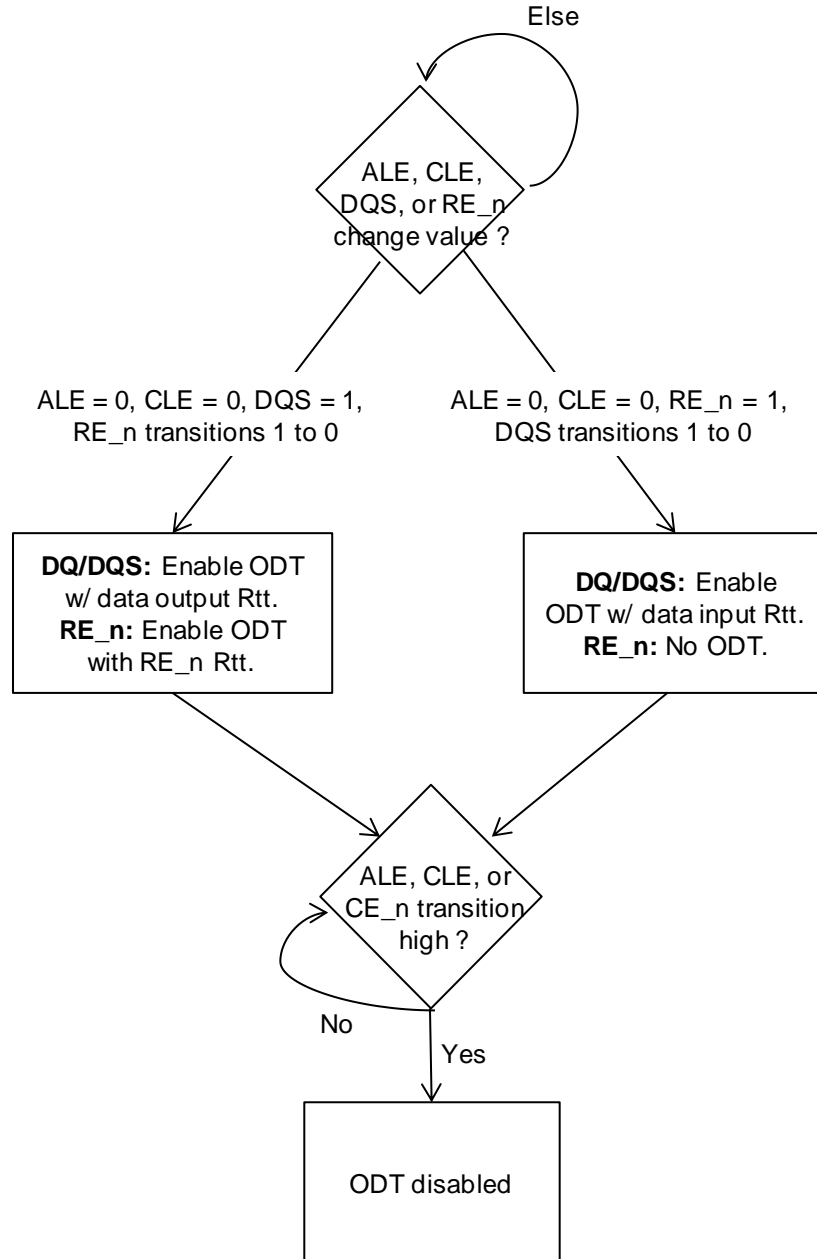 Else
ALE, CLE,
DQS, or RE_n
change value ?
ALE = 0, CLE = 0, DQS = 1,
RE_n transitions 1 to 0
ALE = 0, CLE = 0, RE_n = 1,
DQS transitions 1 to 0
DQ/DQS: Enable ODT
w/ data output Rtt.
RE_n: Enable ODT
with RE_n Rtt.
DQ/DQS: Enable
ODT w/ data input Rtt.
RE_n: No ODT.
ALE, CLE, or
CE_n transition
high ?
No
Yes
ODT disabled